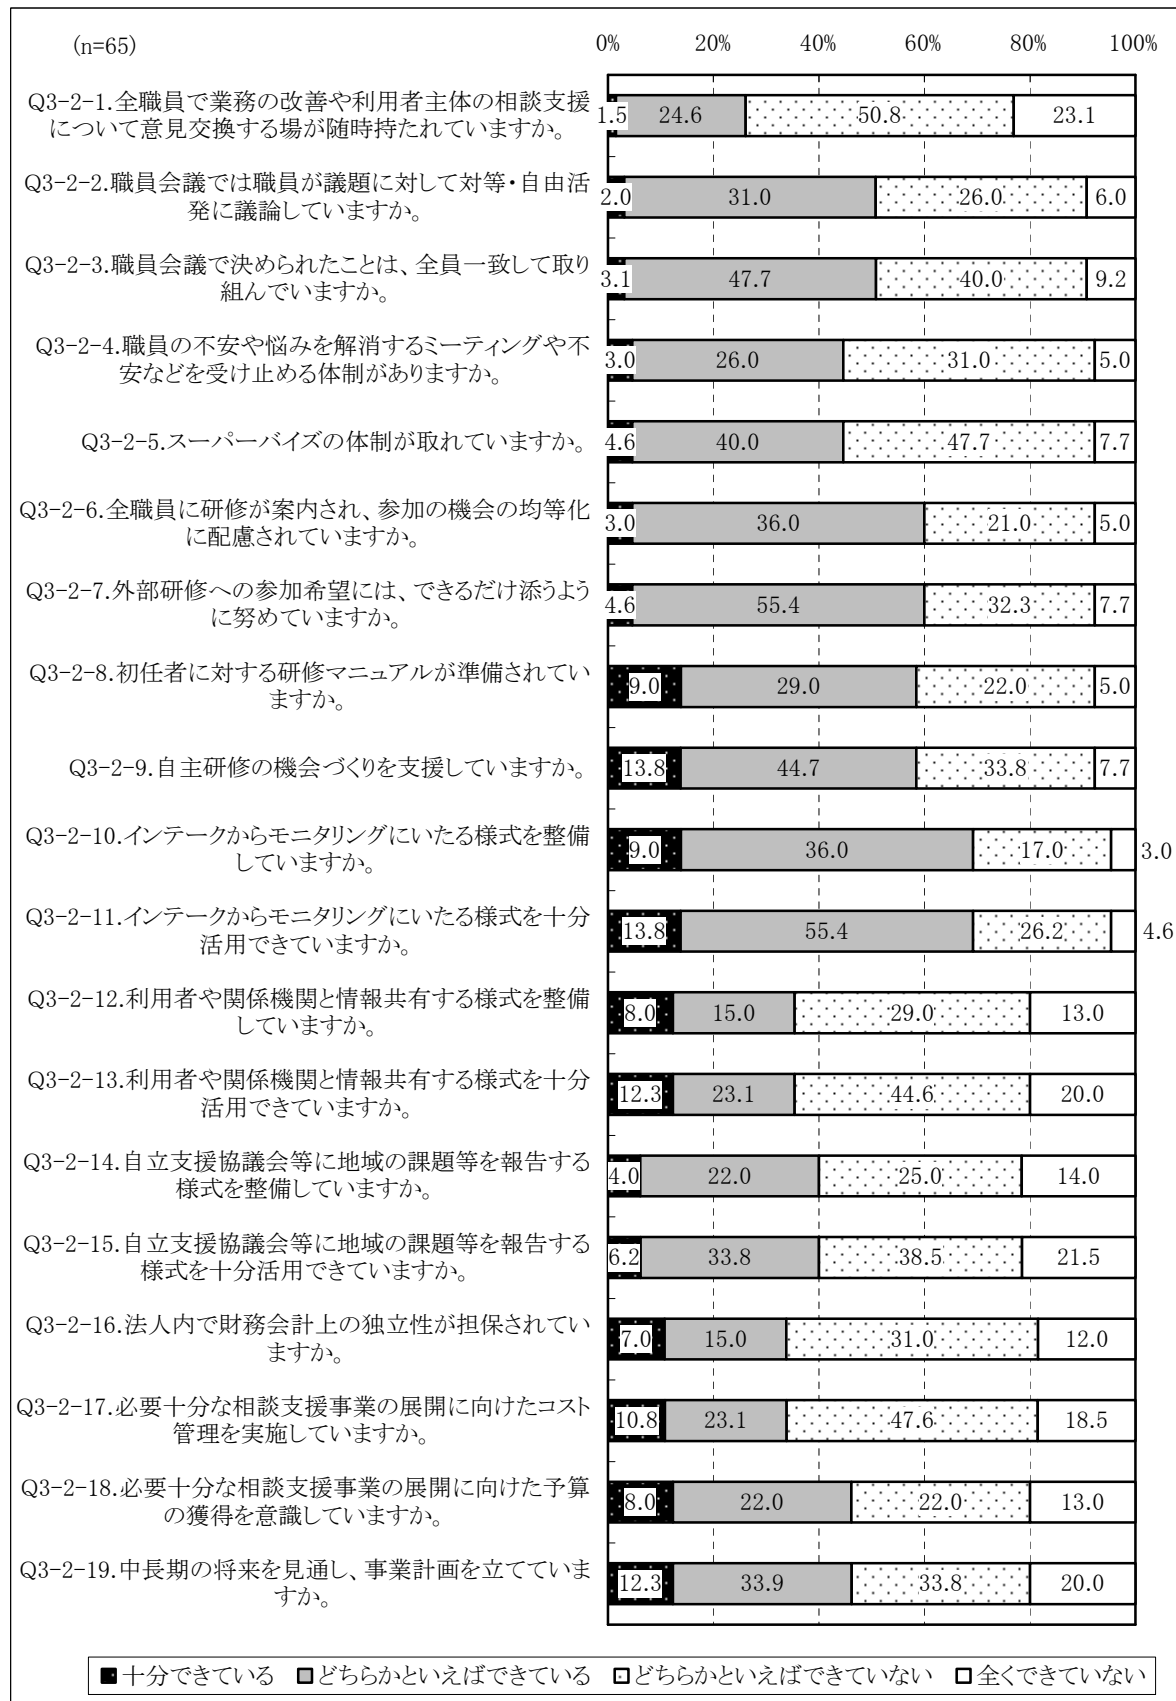 (n=65)
0% 20% 40% 60% 80% 100%
Q3-2-1.全職員で業務の改善や利用者主体の相談支援
について意見交換する場が随時持たれていますか。
1.5 24.6 50.8 23.1
Q3-2-2.職員会議では職員が議題に対して対等・自由活
発に議論していますか。
2.0 31.0 26.0 6.0
Q3-2-3.職員会議で決められたことは、全員一致して取り
組んでいますか。
3.1 47.7 40.0 9.2
Q3-2-4.職員の不安や悩みを解消するミーティングや不
安などを受け止める体制がありますか。
3.0 26.0 31.0 5.0
Q3-2-5.スーパーバイズの体制が取れていますか。
4.6 40.0 47.7 7.7
Q3-2-6.全職員に研修が案内され、参加の機会の均等化
に配慮されていますか。
3.0 36.0 21.0 5.0
Q3-2-7.外部研修への参加希望には、できるだけ添うよう
に努めていますか。
4.6 55.4 32.3 7.7
Q3-2-8.初任者に対する研修マニュアルが準備されてい
ますか。
9.0 29.0 22.0 5.0
Q3-2-9.自主研修の機会づくりを支援していますか。
13.8 44.7 33.8 7.7
Q3-2-10.インテークからモニタリングにいたる様式を整備
していますか。
9.0 36.0 17.0 3.0
Q3-2-11.インテークからモニタリングにいたる様式を十分
活用できていますか。
13.8 55.4 26.2 4.6
Q3-2-12.利用者や関係機関と情報共有する様式を整備
していますか。
8.0 15.0 29.0 13.0
Q3-2-13.利用者や関係機関と情報共有する様式を十分
活用できていますか。
12.3 23.1 44.6 20.0
Q3-2-14.自立支援協議会等に地域の課題等を報告する
様式を整備していますか。
4.0 22.0 25.0 14.0
Q3-2-15.自立支援協議会等に地域の課題等を報告する
様式を十分活用できていますか。
6.2 33.8 38.5 21.5
Q3-2-16.法人内で財務会計上の独立性が担保されてい
ますか。
7.0 15.0 31.0 12.0
Q3-2-17.必要十分な相談支援事業の展開に向けたコスト
管理を実施していますか。
10.8 23.1 47.6 18.5
Q3-2-18.必要十分な相談支援事業の展開に向けた予算
の獲得を意識していますか。
8.0 22.0 22.0 13.0
Q3-2-19.中長期の将来を見通し、事業計画を立てていま
すか。
12.3 33.9 33.8 20.0
十分できている どちらかといえばできている どちらかといえばできていない 全くできていない